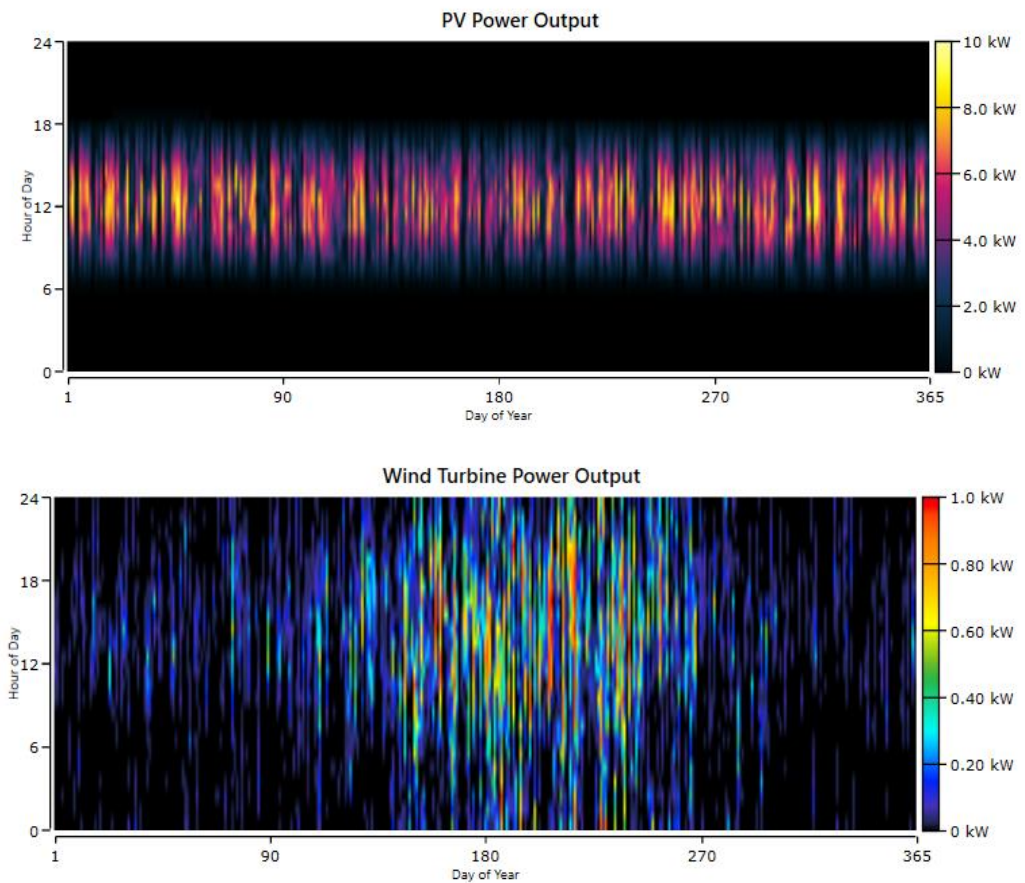 PV Power Output
24
18
12
6
0
Hour of Day
1
90
180
270
365
Day of Year
10 kW
8.0 kW
6.0 kW
4.0 kW
2.0 kW
0 kW
Wind Turbine Power Output
24
18
12
6
0
Hour of Day
1
90
180
270
365
Day of Year
1.0 kW
0.80 kW
0.60 kW
0.40 kW
0.20 kW
0 kW